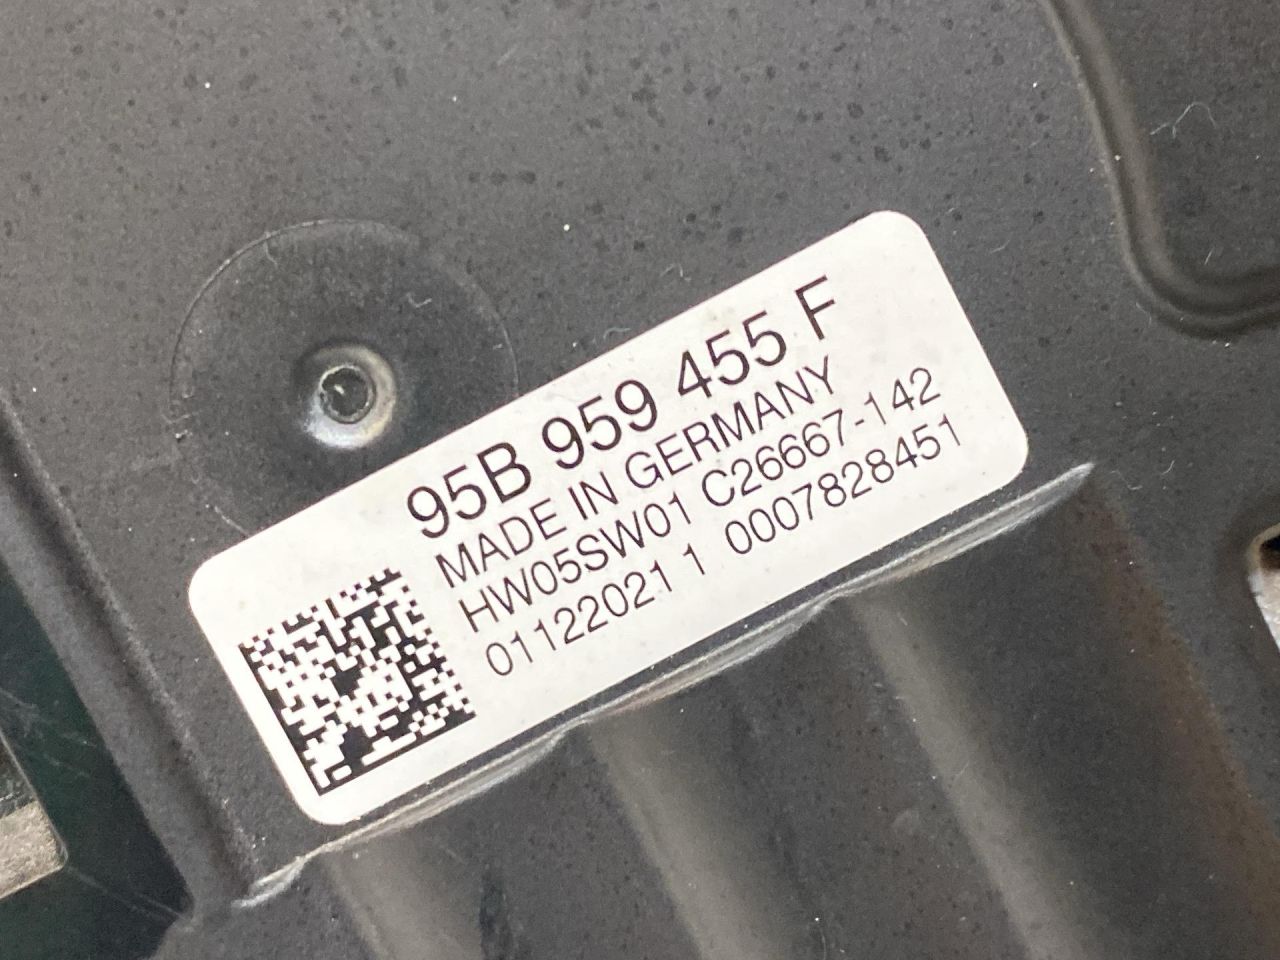 95B 959 455 F
MADE IN GERMANY
HW05SW01 C26667-142
01122021 1 0007828451